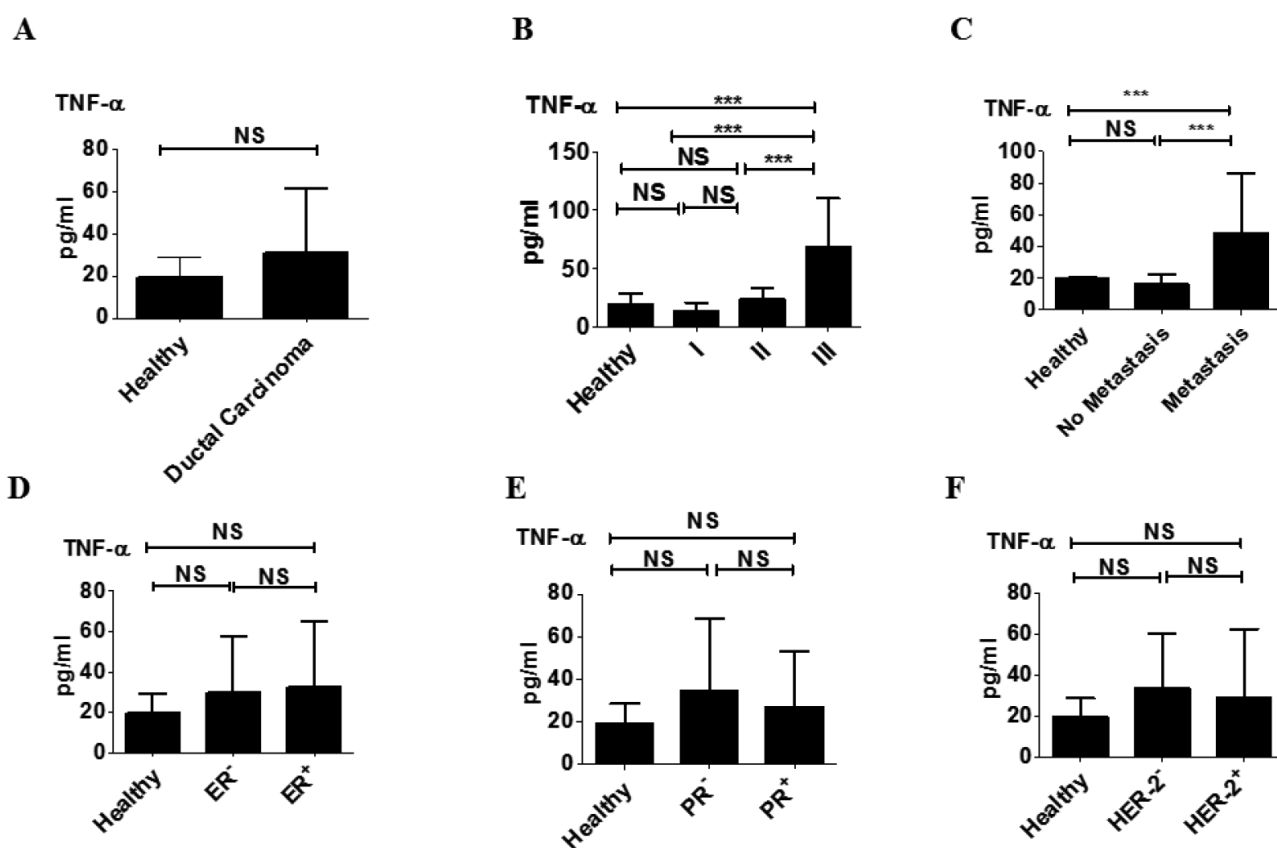 A
TNF-α
NS
80
60
40
20
0
pg/ml
Healthy
Ductal Carcinoma
B
TNF-α
***
***
NS
***
NS
NS
150
100
50
0
pg/ml
Healthy
I
II
III
C
TNF-α
***
NS
***
100
80
60
40
20
0
pg/ml
Healthy
No Metastasis
Metastasis
D
TNF-α
NS
NS
NS
80
60
40
20
0
pg/ml
Healthy
ER⁻
ER⁺
E
TNF-α
NS
NS
NS
80
60
40
20
0
pg/ml
Healthy
PR⁻
PR⁺
F
TNF-α
NS
NS
NS
80
60
40
20
0
pg/ml
Healthy
HER-2⁻
HER-2⁺